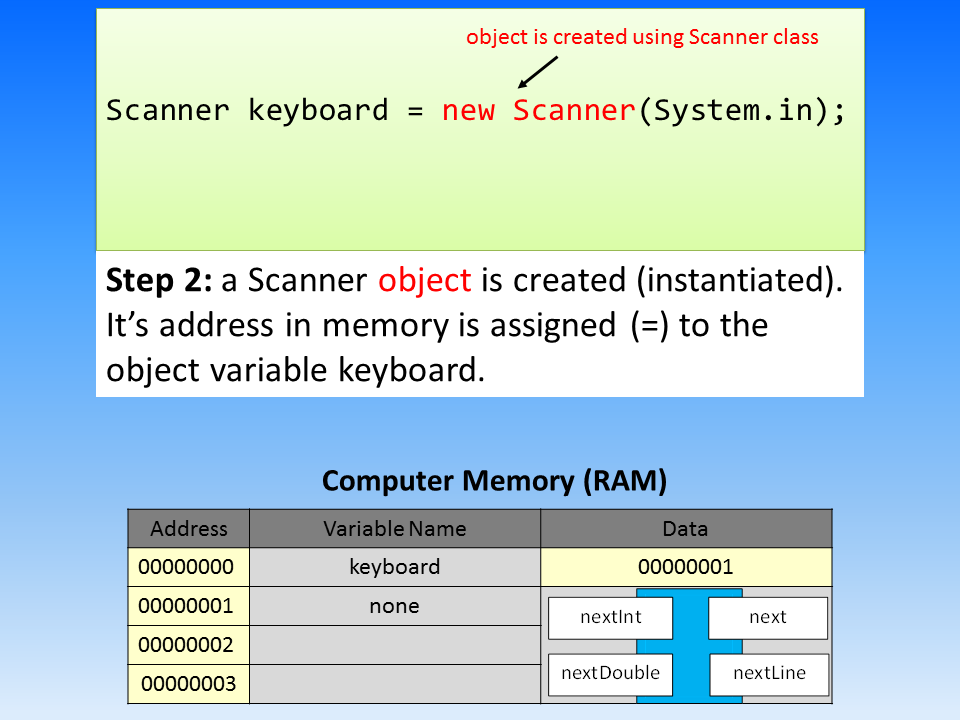 object is created using Scanner class
Scanner keyboard = new Scanner(System.in);
Step 2: a Scanner object is created (instantiated).
It’s address in memory is assigned (=) to the
object variable keyboard.
Computer Memory (RAM)
Address Variable Name Data
00000000 keyboard 00000001
00000001 none
nextInt next
00000002
nextDouble nextLine
00000003